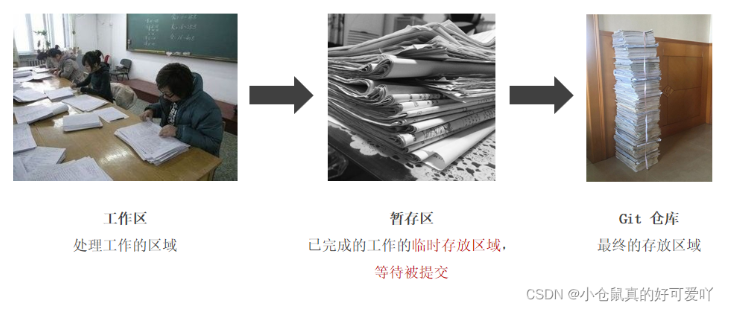 工作区
处理工作的区域
暂存区
已完成的工作的临时存放区域，
等待被提交
Git 仓库
最终的存放区域
CSDN @小仓鼠真的好可爱吖